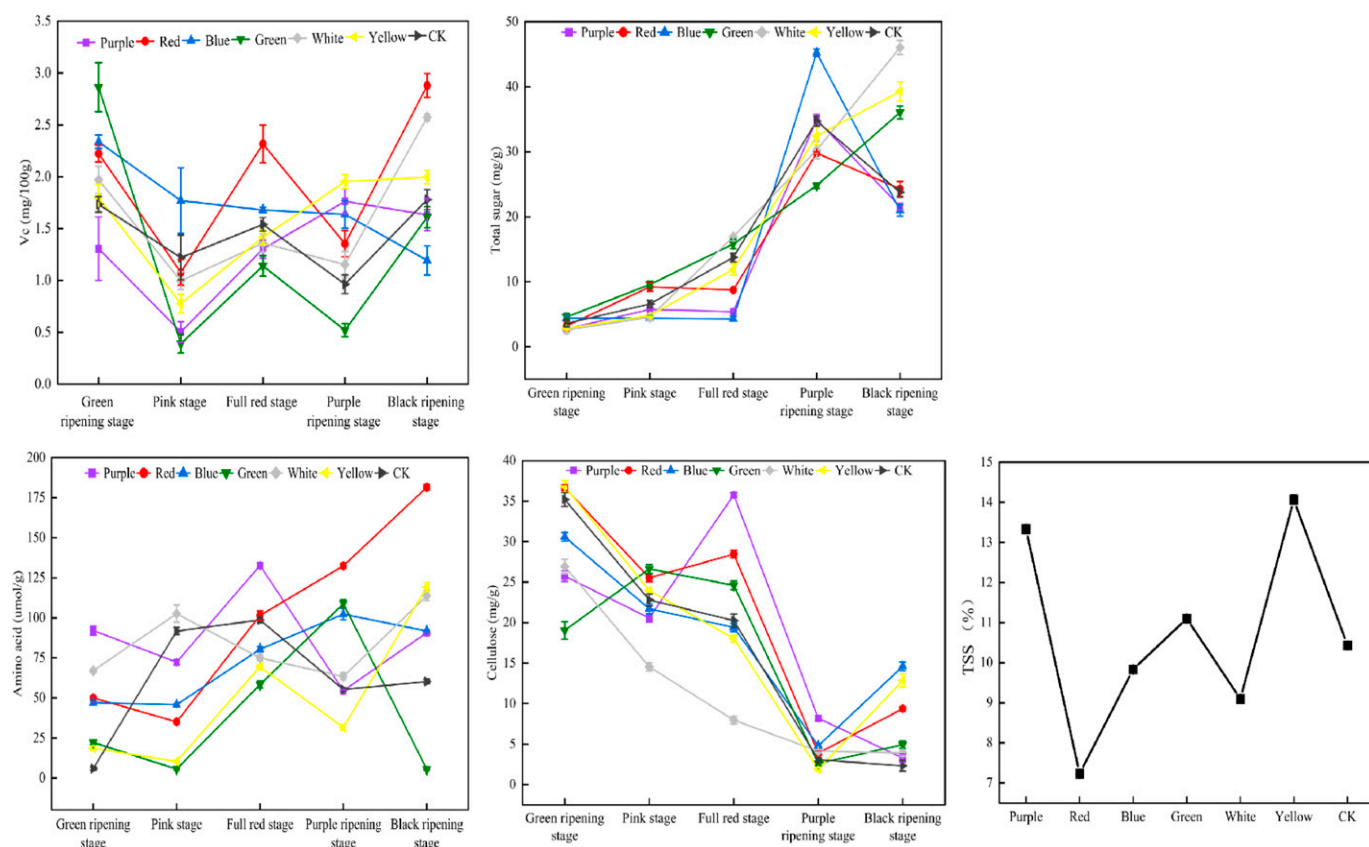 Purple Red Blue Green White Yellow CK
Vc (mg/100g)
3.5
3.0
2.5
2.0
1.5
1.0
0.5
0.0
Green ripening stage
Pink stage
Full red stage
Purple ripening stage
Black ripening stage
Purple Red Blue Green White Yellow CK
Total sugar (mg/g)
50
40
30
20
10
0
Green ripening stage
Pink stage
Full red stage
Purple ripening stage
Black ripening stage
Purple Red Blue Green White Yellow CK
Amino acid (umol/g)
200
175
150
125
100
75
50
25
0
Green ripening stage
Pink stage
Full red stage
Purple ripening stage
Black ripening stage
Purple Red Blue Green White Yellow CK
Cellulose (mg/g)
40
35
30
25
20
15
10
5
0
Green ripening stage
Pink stage
Full red stage
Purple ripening stage
Black ripening stage
TSS （%）
15
14
13
12
11
10
9
8
7
Purple Red Blue Green White Yellow CK